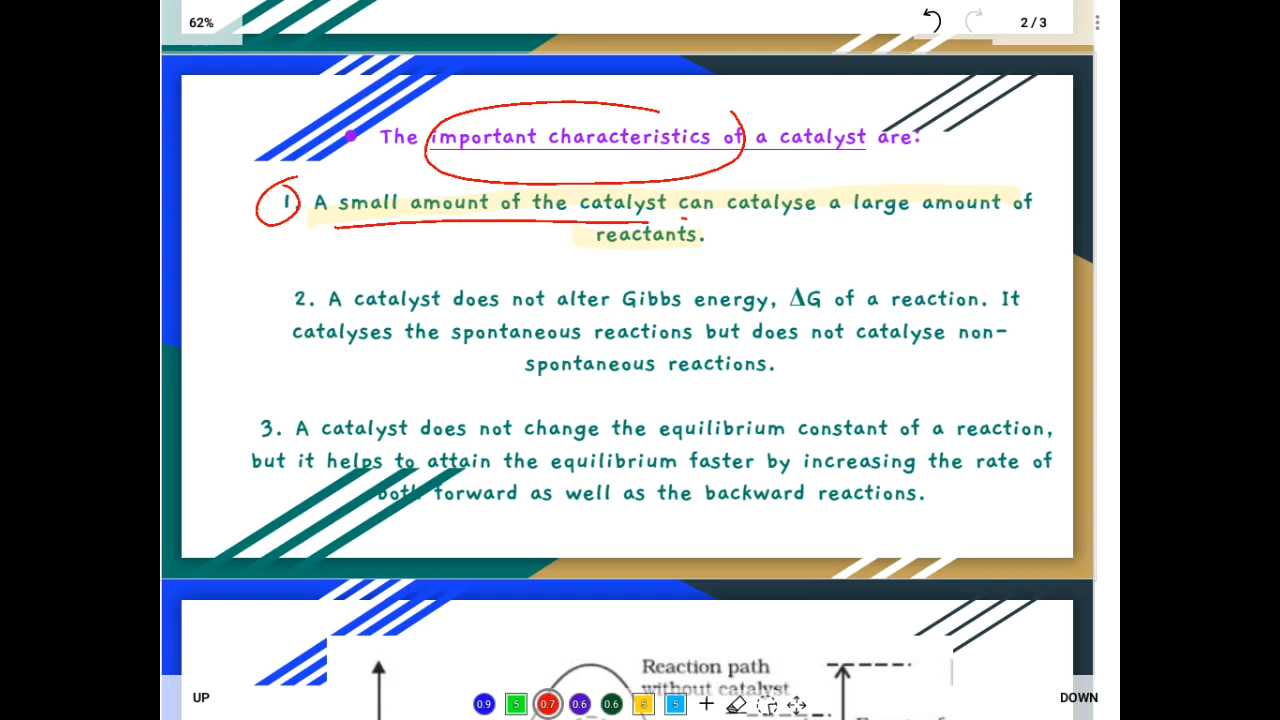 62%
2 / 3
The important characteristics of a catalyst are:
1. A small amount of the catalyst can catalyse a large amount of
reactants.
2. A catalyst does not alter Gibbs energy, ΔG of a reaction. It
catalyses the spontaneous reactions but does not catalyse non-
spontaneous reactions.
3. A catalyst does not change the equilibrium constant of a reaction,
but it helps to attain the equilibrium faster by increasing the rate of
both forward as well as the backward reactions.
Reaction path
without catalyst
UP
0.9 5 0.7 0.6 0.6 5
DOWN